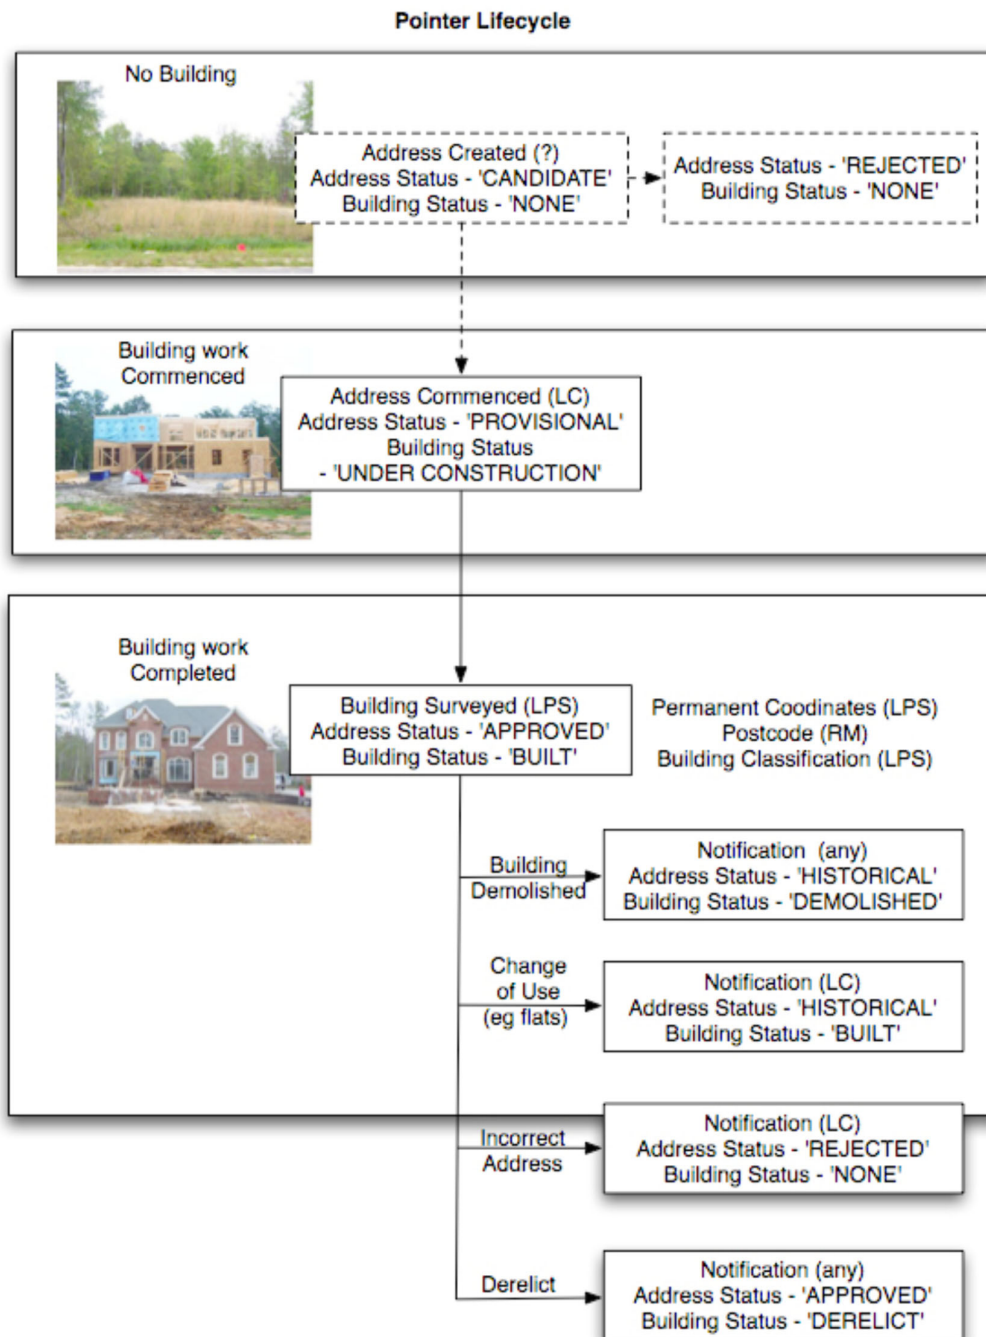 Pointer Lifecycle
No Building
Address Created (?)
Address Status - 'CANDIDATE'
Building Status - 'NONE'
Address Status - 'REJECTED'
Building Status - 'NONE'
Building work
Commenced
Address Commenced (LC)
Address Status - 'PROVISIONAL'
Building Status
- 'UNDER CONSTRUCTION'
Building work
Completed
Building Surveyed (LPS)
Address Status - 'APPROVED'
Building Status - 'BUILT'
Permanent Coodinates (LPS)
Postcode (RM)
Building Classification (LPS)
Building
Demolished
Notification (any)
Address Status - 'HISTORICAL'
Building Status - 'DEMOLISHED'
Change
of Use
(eg flats)
Notification (LC)
Address Status - 'HISTORICAL'
Building Status - 'BUILT'
Incorrect
Address
Notification (LC)
Address Status - 'REJECTED'
Building Status - 'NONE'
Derelict
Notification (any)
Address Status - 'APPROVED'
Building Status - 'DERELICT'